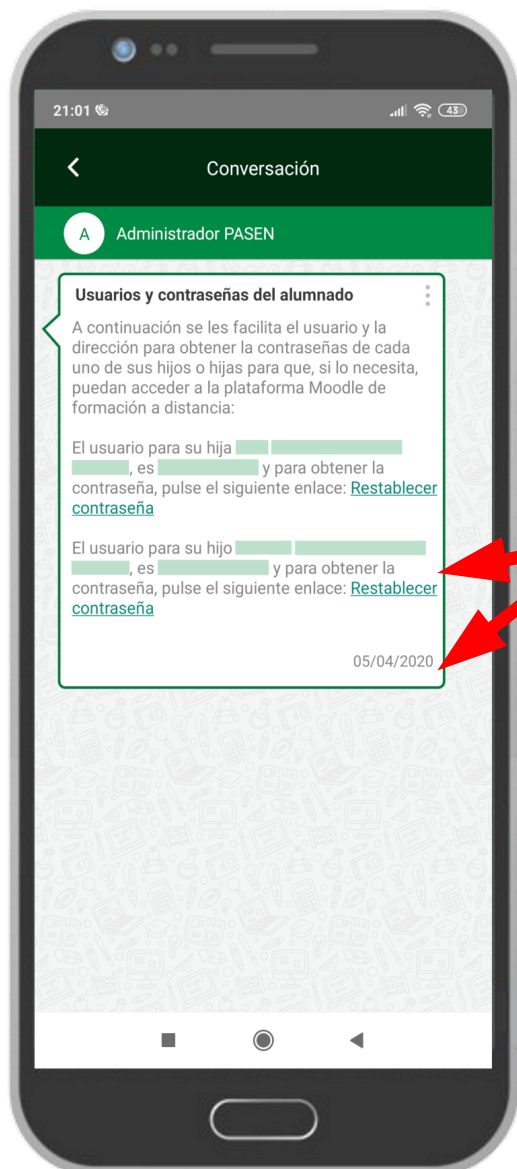 21:01
43
Conversación
A Administrador PASEN
Usuarios y contraseñas del alumnado
A continuación se les facilita el usuario y la
dirección para obtener la contraseñas de cada
uno de sus hijos o hijas para que, si lo necesita,
puedan acceder a la plataforma Moodle de
formación a distancia:
El usuario para su hija
, es y para obtener la
contraseña, pulse el siguiente enlace: Restablecer
contraseña
El usuario para su hijo
, es y para obtener la
contraseña, pulse el siguiente enlace: Restablecer
contraseña
05/04/2020